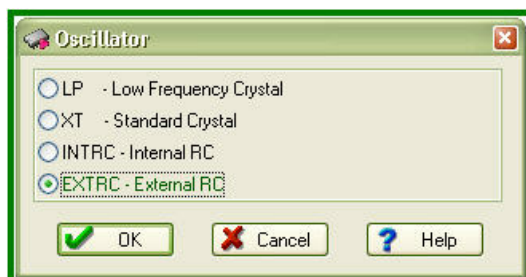 Oscillator
LP - Low Frequency Crystal
XT - Standard Crystal
INTRC - Internal RC
EXTRC - External RC
OK Cancel Help